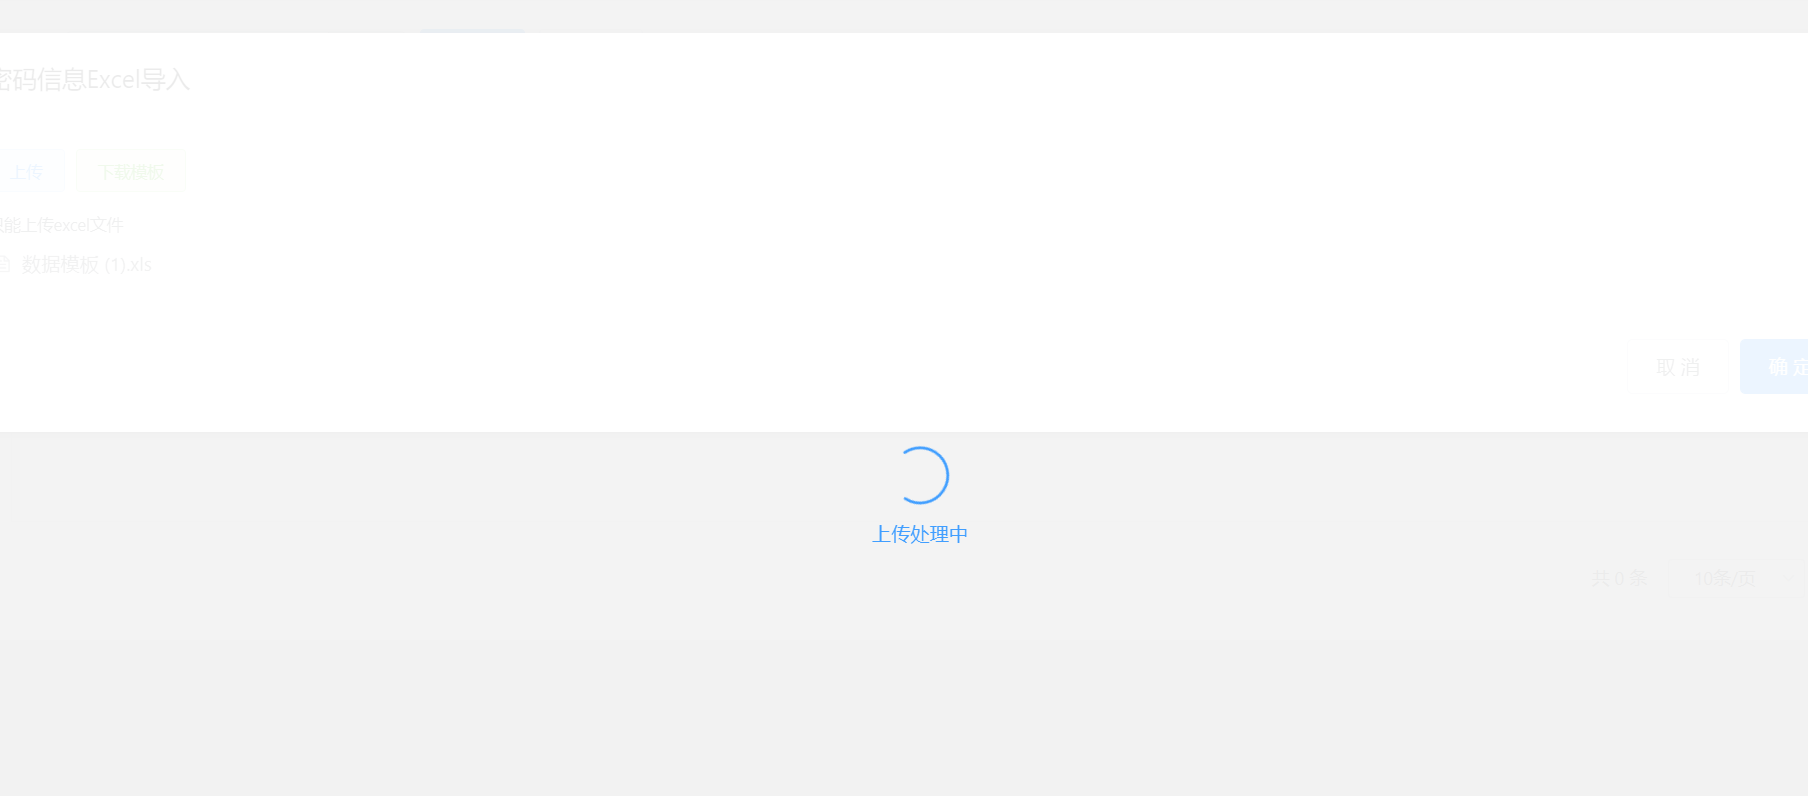 密码信息Excel导入
上传 下载模板
只能上传excel文件
数据模板 (1).xls
取 消 确 定
上传处理中
共 0 条 10条/页